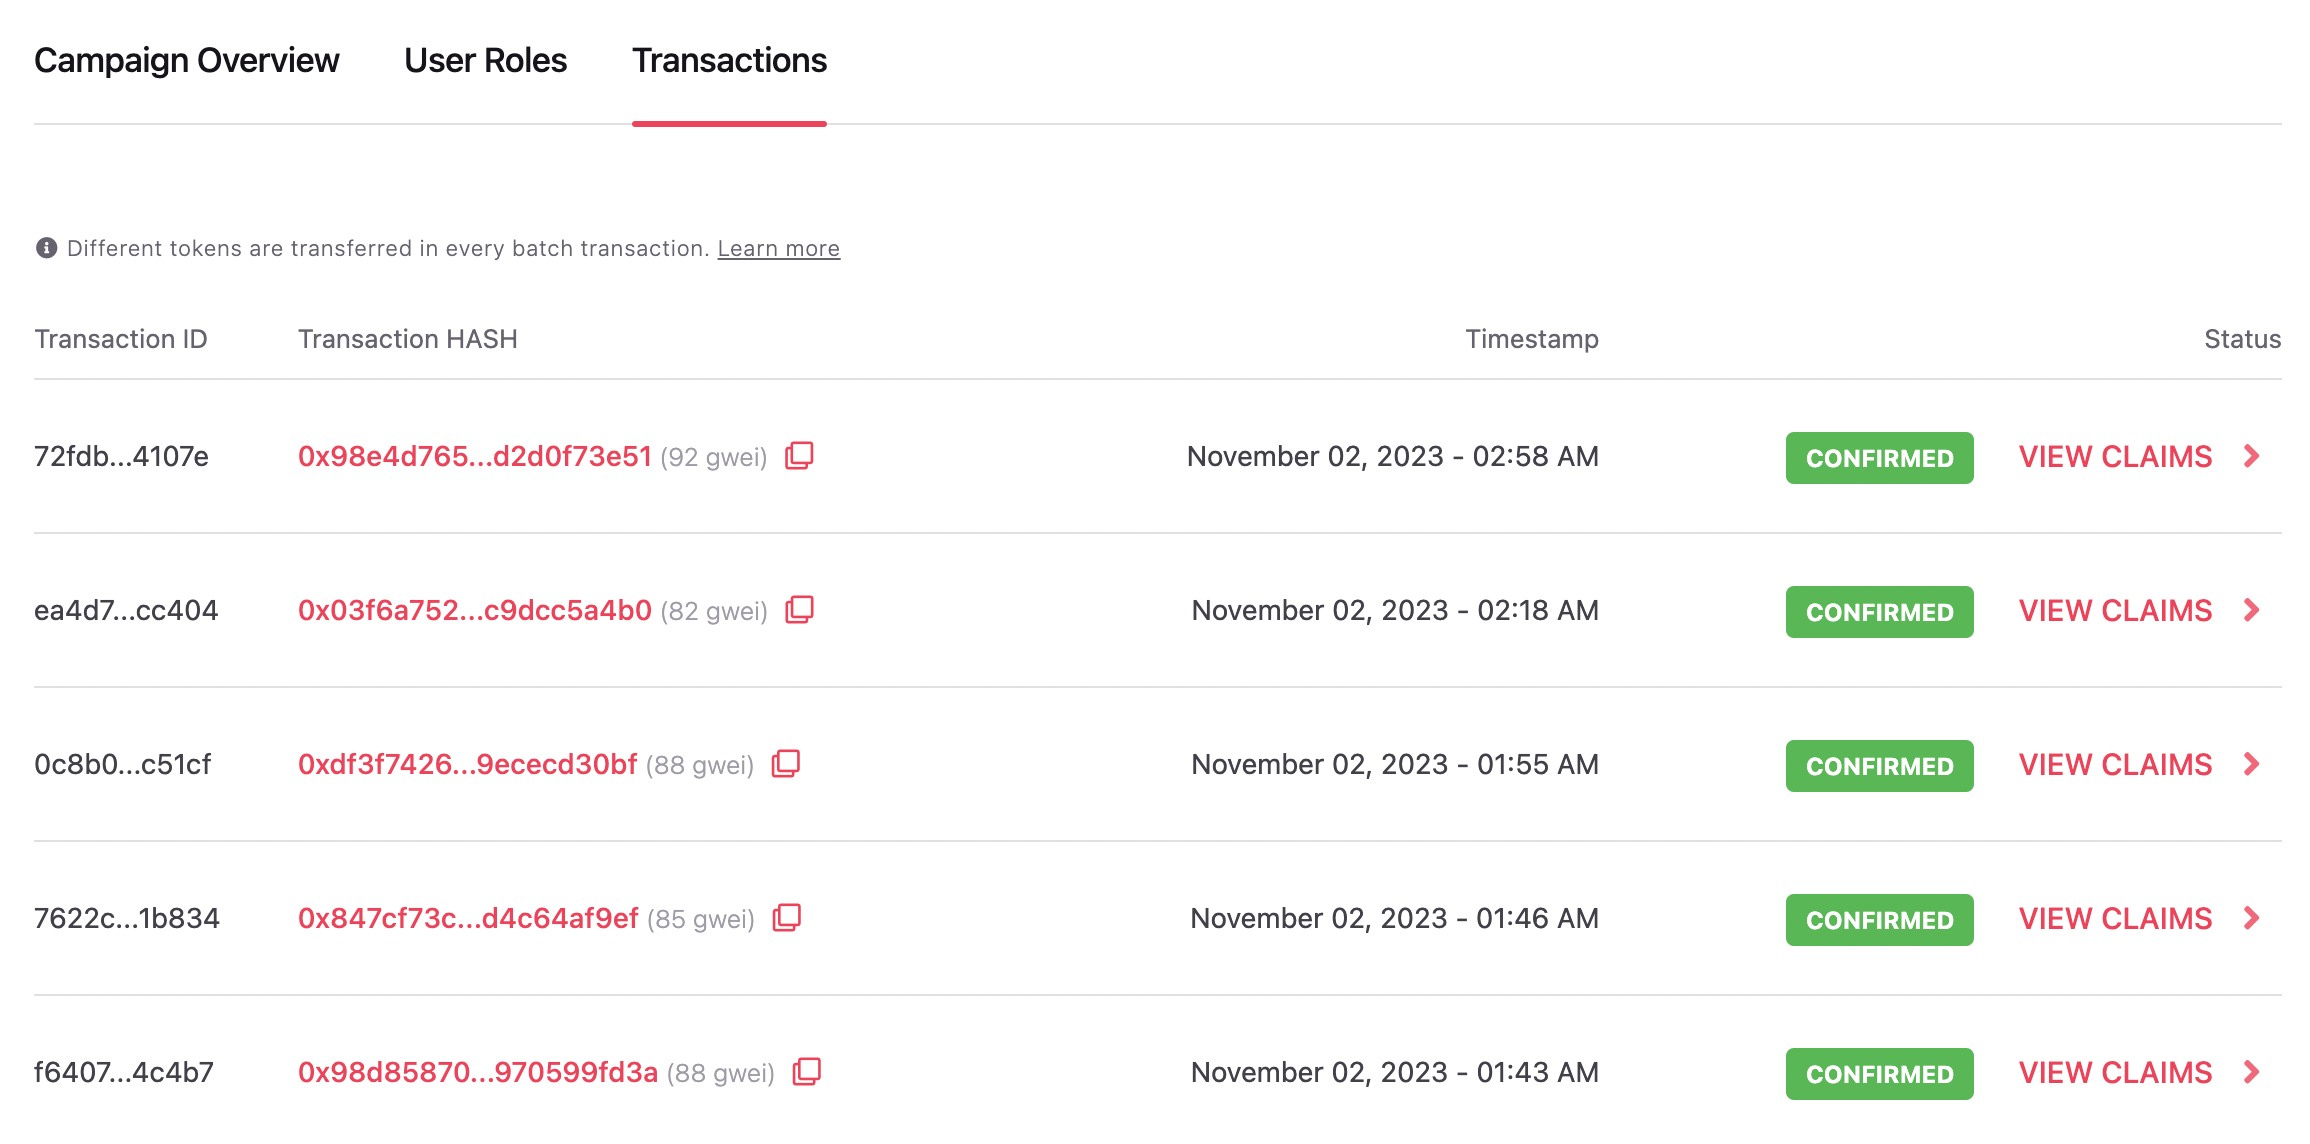 Campaign Overview User Roles Transactions
Different tokens are transferred in every batch transaction. Learn more
Transaction ID Transaction HASH Timestamp Status
72fdb...4107e 0x98e4d765...d2d0f73e51 (92 gwei) November 02, 2023 - 02:58 AM CONFIRMED VIEW CLAIMS
ea4d7...cc404 0x03f6a752...c9dcc5a4b0 (82 gwei) November 02, 2023 - 02:18 AM CONFIRMED VIEW CLAIMS
0c8b0...c51cf 0xdf3f7426...9ececd30bf (88 gwei) November 02, 2023 - 01:55 AM CONFIRMED VIEW CLAIMS
7622c...1b834 0x847cf73c...d4c64af9ef (85 gwei) November 02, 2023 - 01:46 AM CONFIRMED VIEW CLAIMS
f6407...4c4b7 0x98d85870...970599fd3a (88 gwei) November 02, 2023 - 01:43 AM CONFIRMED VIEW CLAIMS